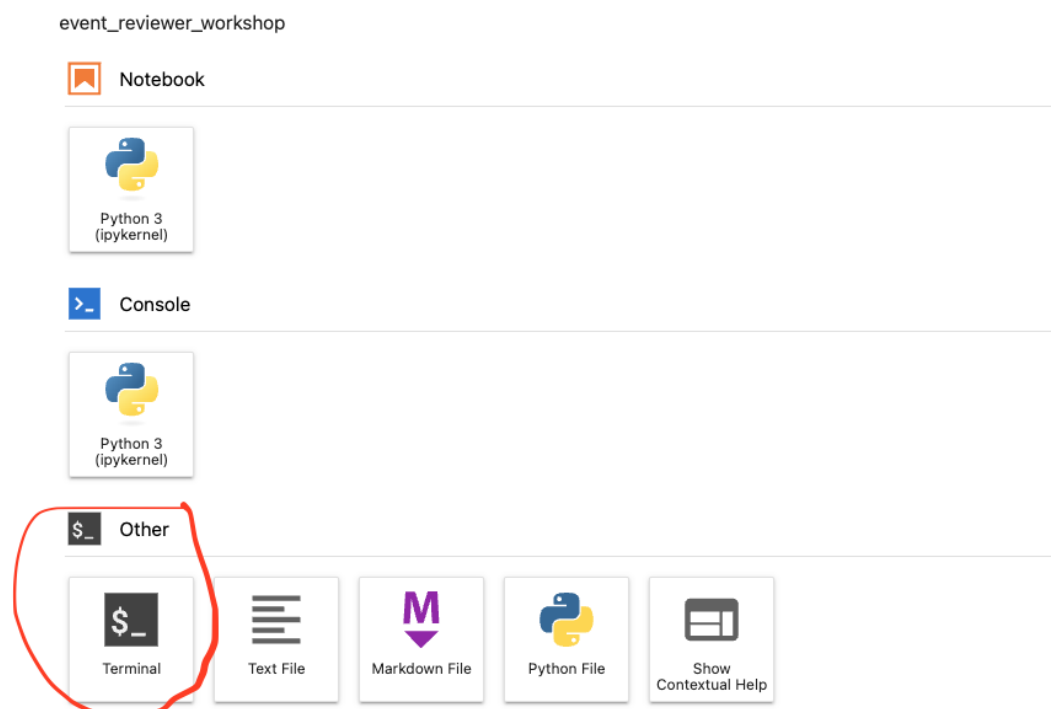 event_reviewer_workshop
Notebook
Python 3
(ipykernel)
>_
Console
Python 3
(ipykernel)
$_
Other
$_
M
Terminal
Text File
Markdown File
Python File
Show
Contextual Help